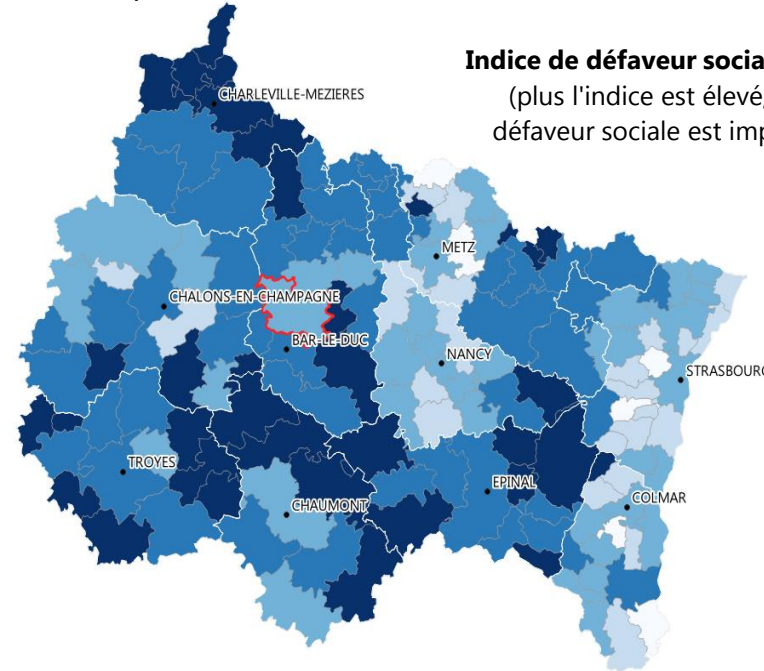 Indice de défaveur socia
(plus l'indice est élevé,
défaveur sociale est imp
CHARLEVILLE-MEZIERES
METZ
CHALONS-EN-CHAMPAGNE
BAR-LE-DUC
NANCY
STRASBOURG
TROYES
EPINAL
CHAUMONT
COLMAR